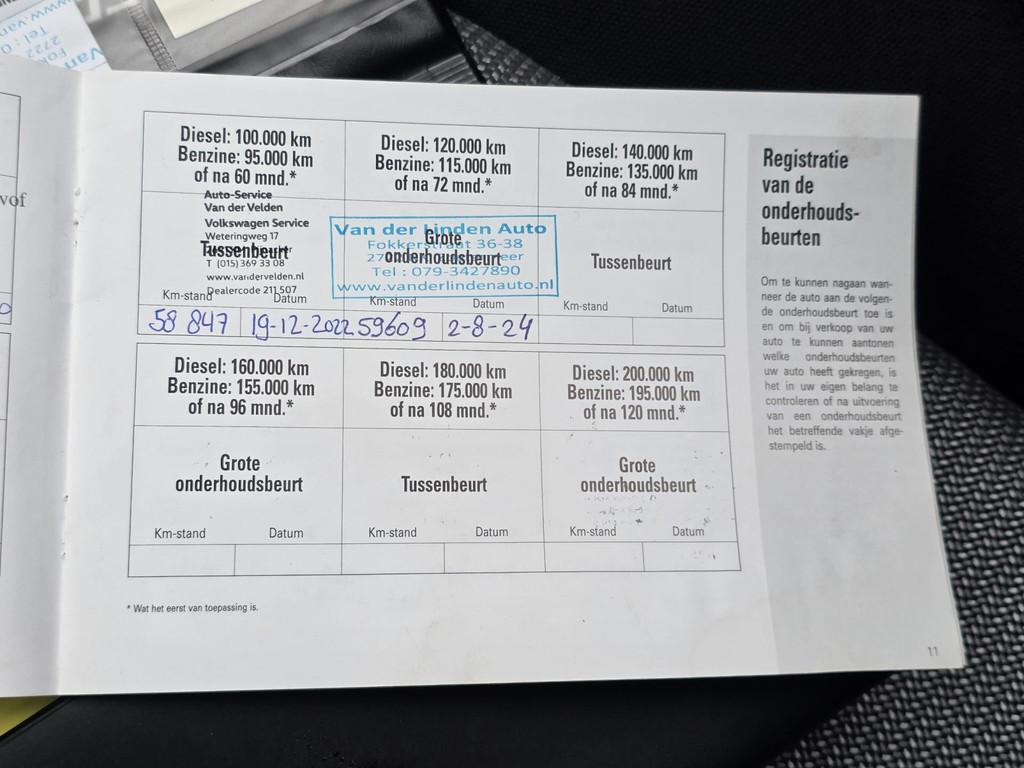 Diesel: 100.000 km
Benzine: 95.000 km
of na 60 mnd.*
Auto-Service
Van der Velden
Volkswagen Service
Weteringweg 17
Tussenbeurt
T (015) 369 33 08
www.vandervelden.nl
Dealercode 211 507
Km-stand Datum
58 847 19-12-2022
Diesel: 120.000 km
Benzine: 115.000 km
of na 72 mnd.*
Van der Linden Auto
Fokkerstraat 36-38
Grote
onderhoudsbeurt
Tel : 079-3427890
www.vanderlindenauto.nl
Km-stand Datum
59609 2-8-24
Diesel: 140.000 km
Benzine: 135.000 km
of na 84 mnd.*
Tussenbeurt
Km-stand Datum
Diesel: 160.000 km
Benzine: 155.000 km
of na 96 mnd.*
Grote
onderhoudsbeurt
Km-stand Datum
Diesel: 180.000 km
Benzine: 175.000 km
of na 108 mnd.*
Tussenbeurt
Km-stand Datum
Diesel: 200.000 km
Benzine: 195.000 km
of na 120 mnd.*
Grote
onderhoudsbeurt
Km-stand Datum
* Wat het eerst van toepassing is.
Registratie
van de
onderhouds-
beurten
Om te kunnen nagaan wan-
neer de auto aan de volgen-
de onderhoudsbeurt toe is
en om bij verkoop van uw
auto te kunnen aantonen
welke onderhoudsbeurten
uw auto heeft gekregen, is
het in uw eigen belang te
controleren of na uitvoering
van een onderhoudsbeurt
het betreffende vakje afge-
stempeld is.
11